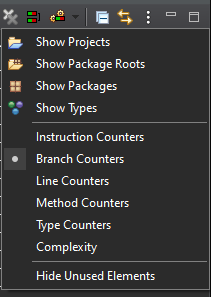 Show Projects
Show Package Roots
Show Packages
Show Types
Instruction Counters
Branch Counters
Line Counters
Method Counters
Type Counters
Complexity
Hide Unused Elements